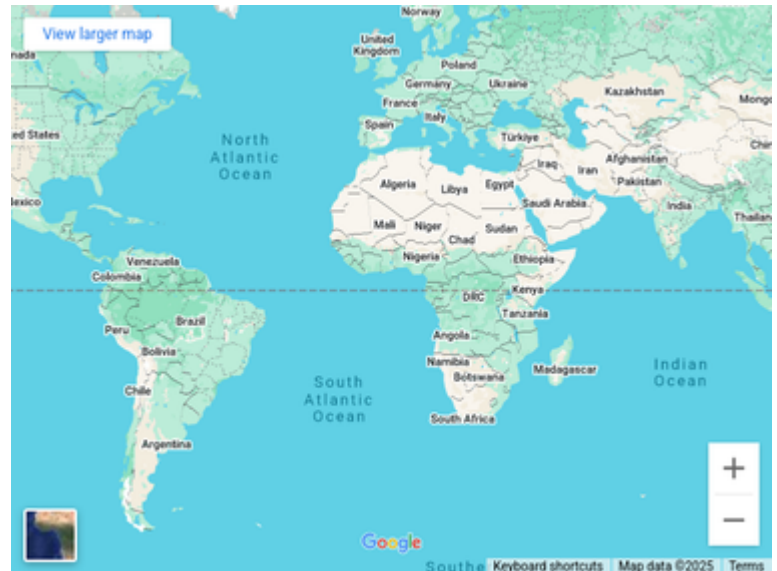 View larger map
Norway
United
Kingdom
Poland
Germany
Ukraine
France
Kazakhstan
Italy
Spain
Türkiye
North
Atlantic
Ocean
Iraq
Iran
Afghanistan
Pakistan
Algeria
Libya
Egypt
Saudi Arabia
India
Mali
Niger
Chad
Sudan
Nigeria
Ethiopia
Venezuela
Colombia
DRC
Kenya
Tanzania
Peru
Brazil
Bolivia
Angola
Namibia
Botswana
Madagascar
Indian
Ocean
Chile
South
Atlantic
Ocean
South Africa
Argentina
Google
Keyboard shortcuts
Map data ©2025
Terms